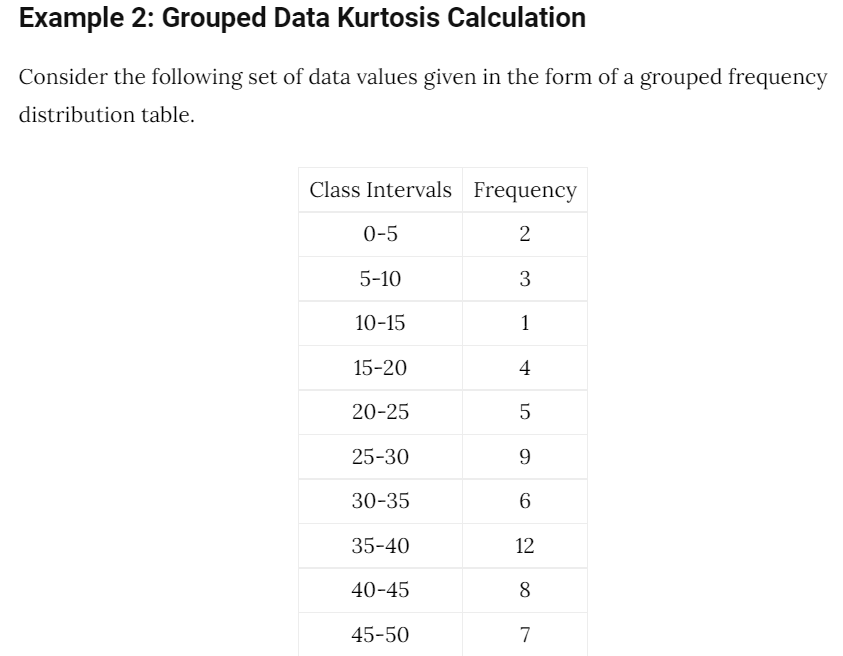 Example 2: Grouped Data Kurtosis Calculation
Consider the following set of data values given in the form of a grouped frequency
distribution table.
Class Intervals Frequency
0-5 2
5-10 3
10-15 1
15-20 4
20-25 5
25-30 9
30-35 6
35-40 12
40-45 8
45-50 7